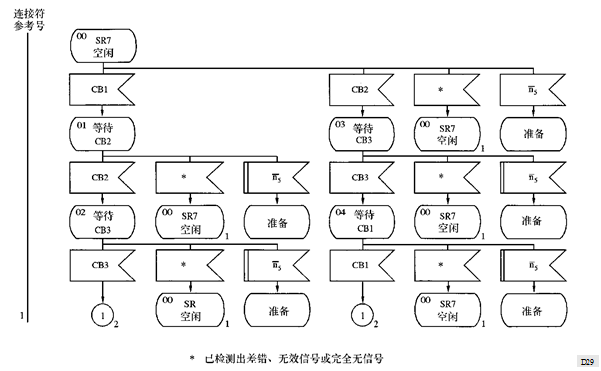 连接符
参考号
00 SR7
空闲
CB1 CB2 * n̅5
01 等待
CB2
03 等待
CB3
00 SR7
空闲 1
准备
CB2 * n̅5 CB3 * n̅5
02 等待
CB3
00 SR7
空闲 1
准备
04 等待
CB1
00 SR7
空闲 1
准备
CB3 * n̅5 CB1 * n̅5
1 2
00 SR
空闲 1
准备
1 2
00 SR7
空闲 1
准备
1
* 已检测出差错、无效信号或完全无信号
D29